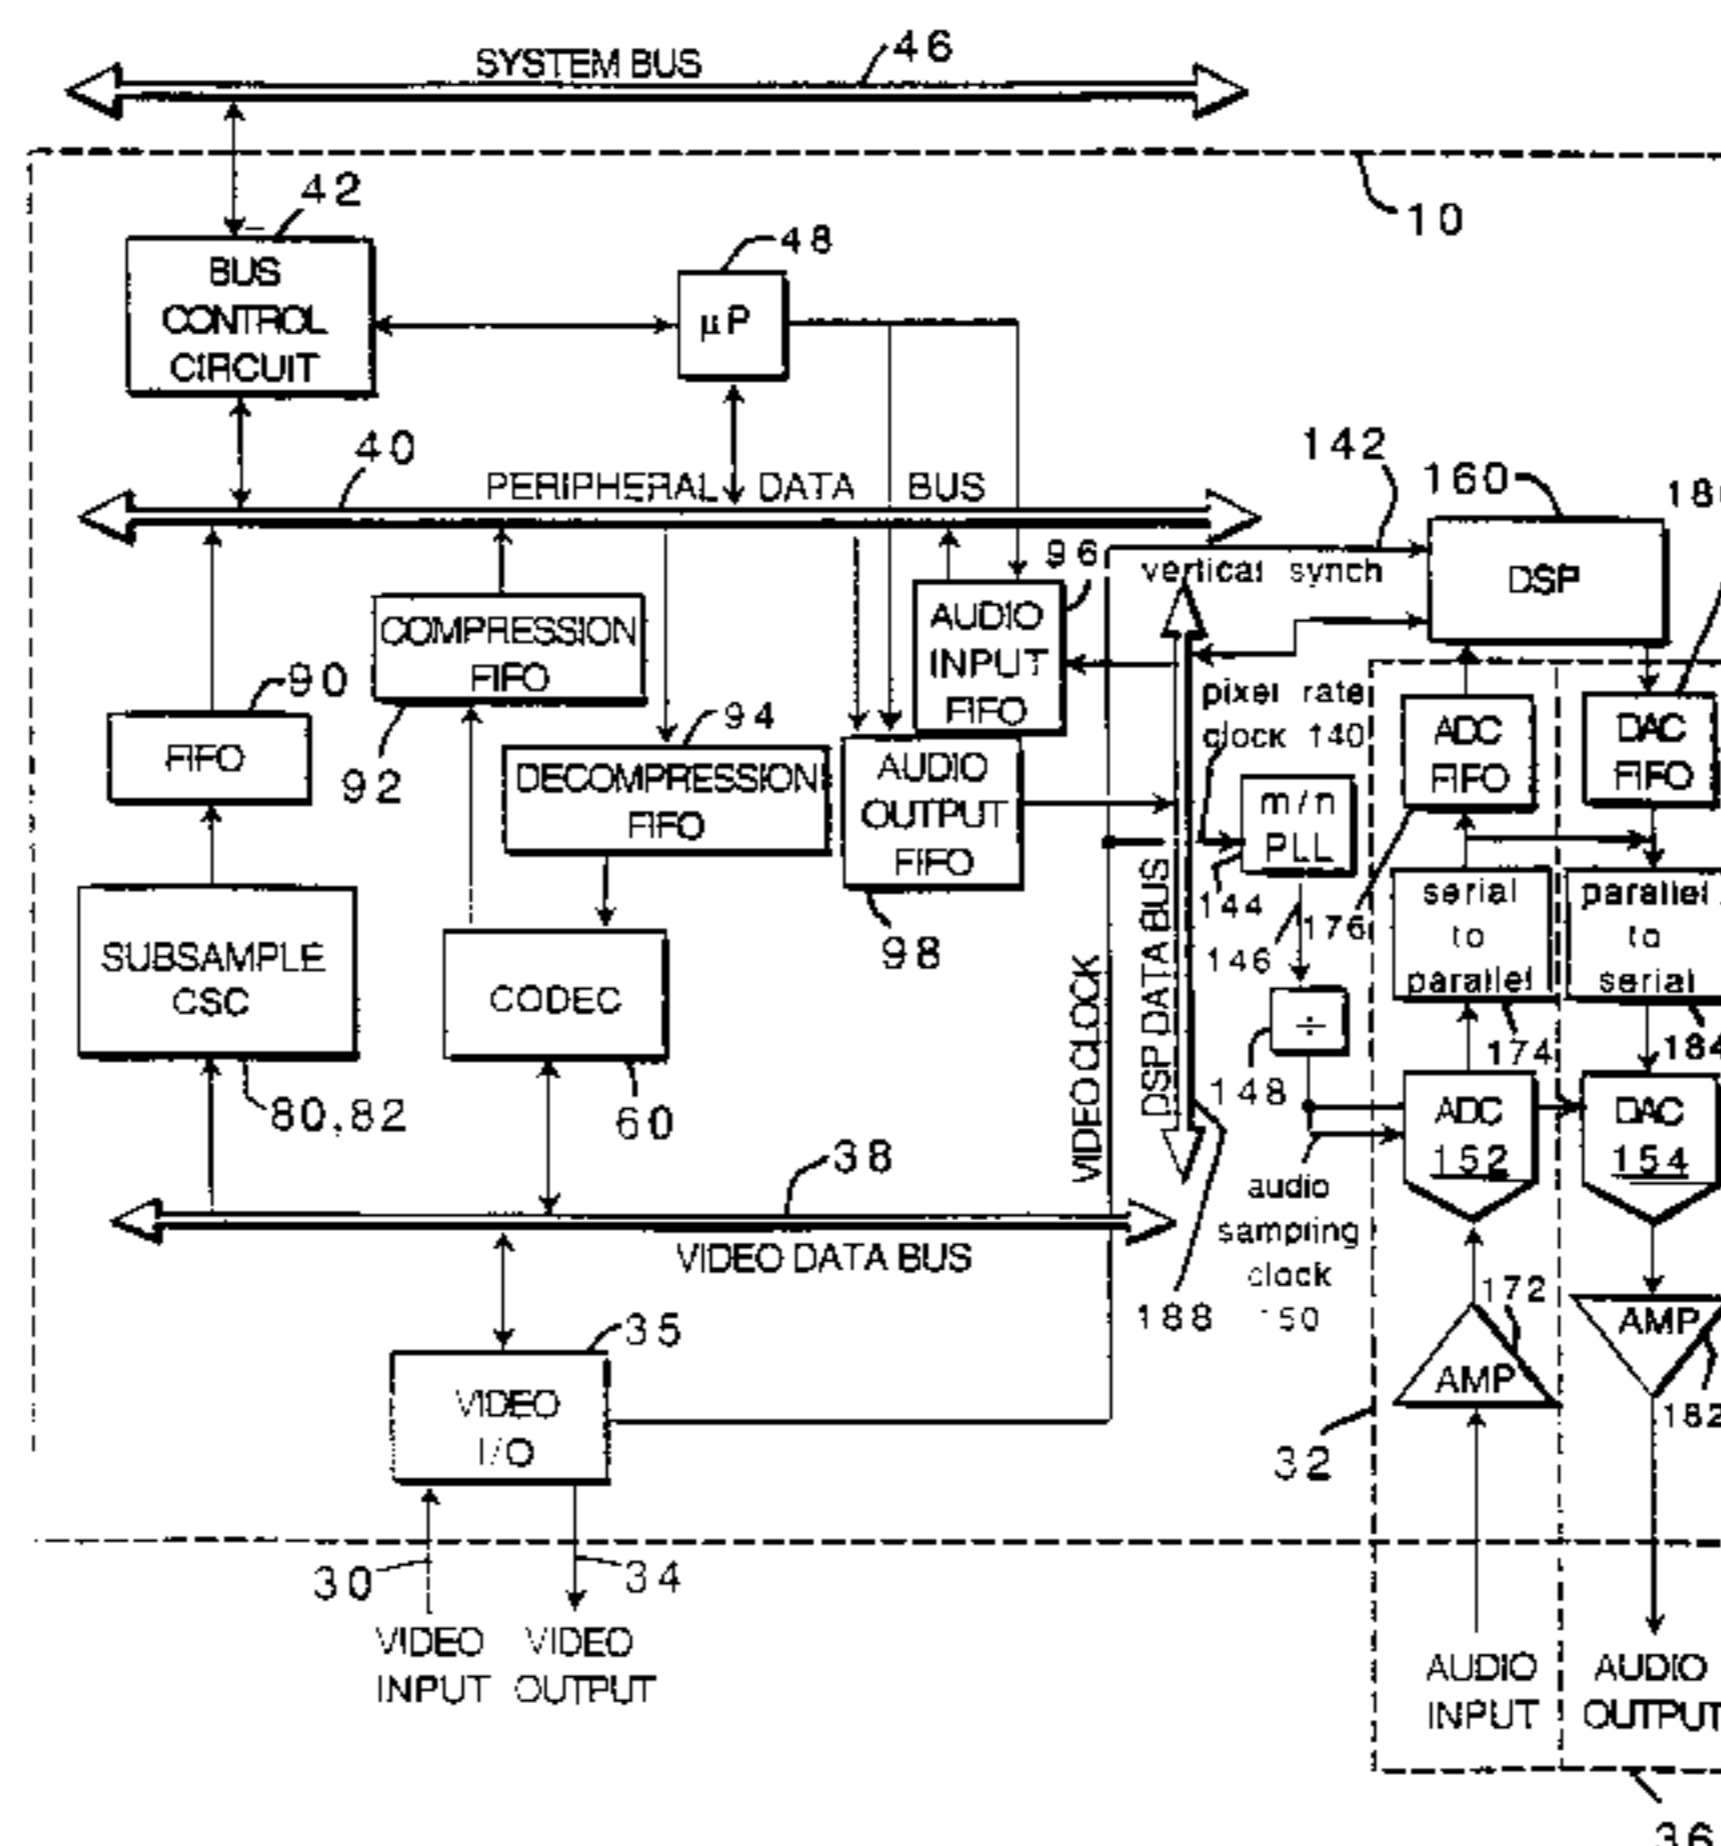 SYSTEM BUS
46
10
42
BUS
CONTROL
CIRCUIT
48
µP
40
PERIPHERAL DATA BUS
142
160
DSP
vertical synch
96
AUDIO
INPUT
FIFO
COMPRESSION
FIFO
92
90
FIFO
94
DECOMPRESSION
FIFO
AUDIO
OUTPUT
FIFO
98
pixel rate
clock 140
m/n
PLL
144
146
÷
148
ADC
FIFO
176
DAC
FIFO
serial
to
parallel
174
parallel
to
serial
184
SUBSAMPLE
CSC
80,82
CODEC
60
VIDEO CLOCK
DSP DATA BUS
188
ADC
152
DAC
154
audio
sampling
clock
150
38
VIDEO DATA BUS
35
VIDEO
I/O
172
AMP
AMP
182
32
30
34
VIDEO
INPUT
VIDEO
OUTPUT
AUDIO
INPUT
AUDIO
OUTPUT
36